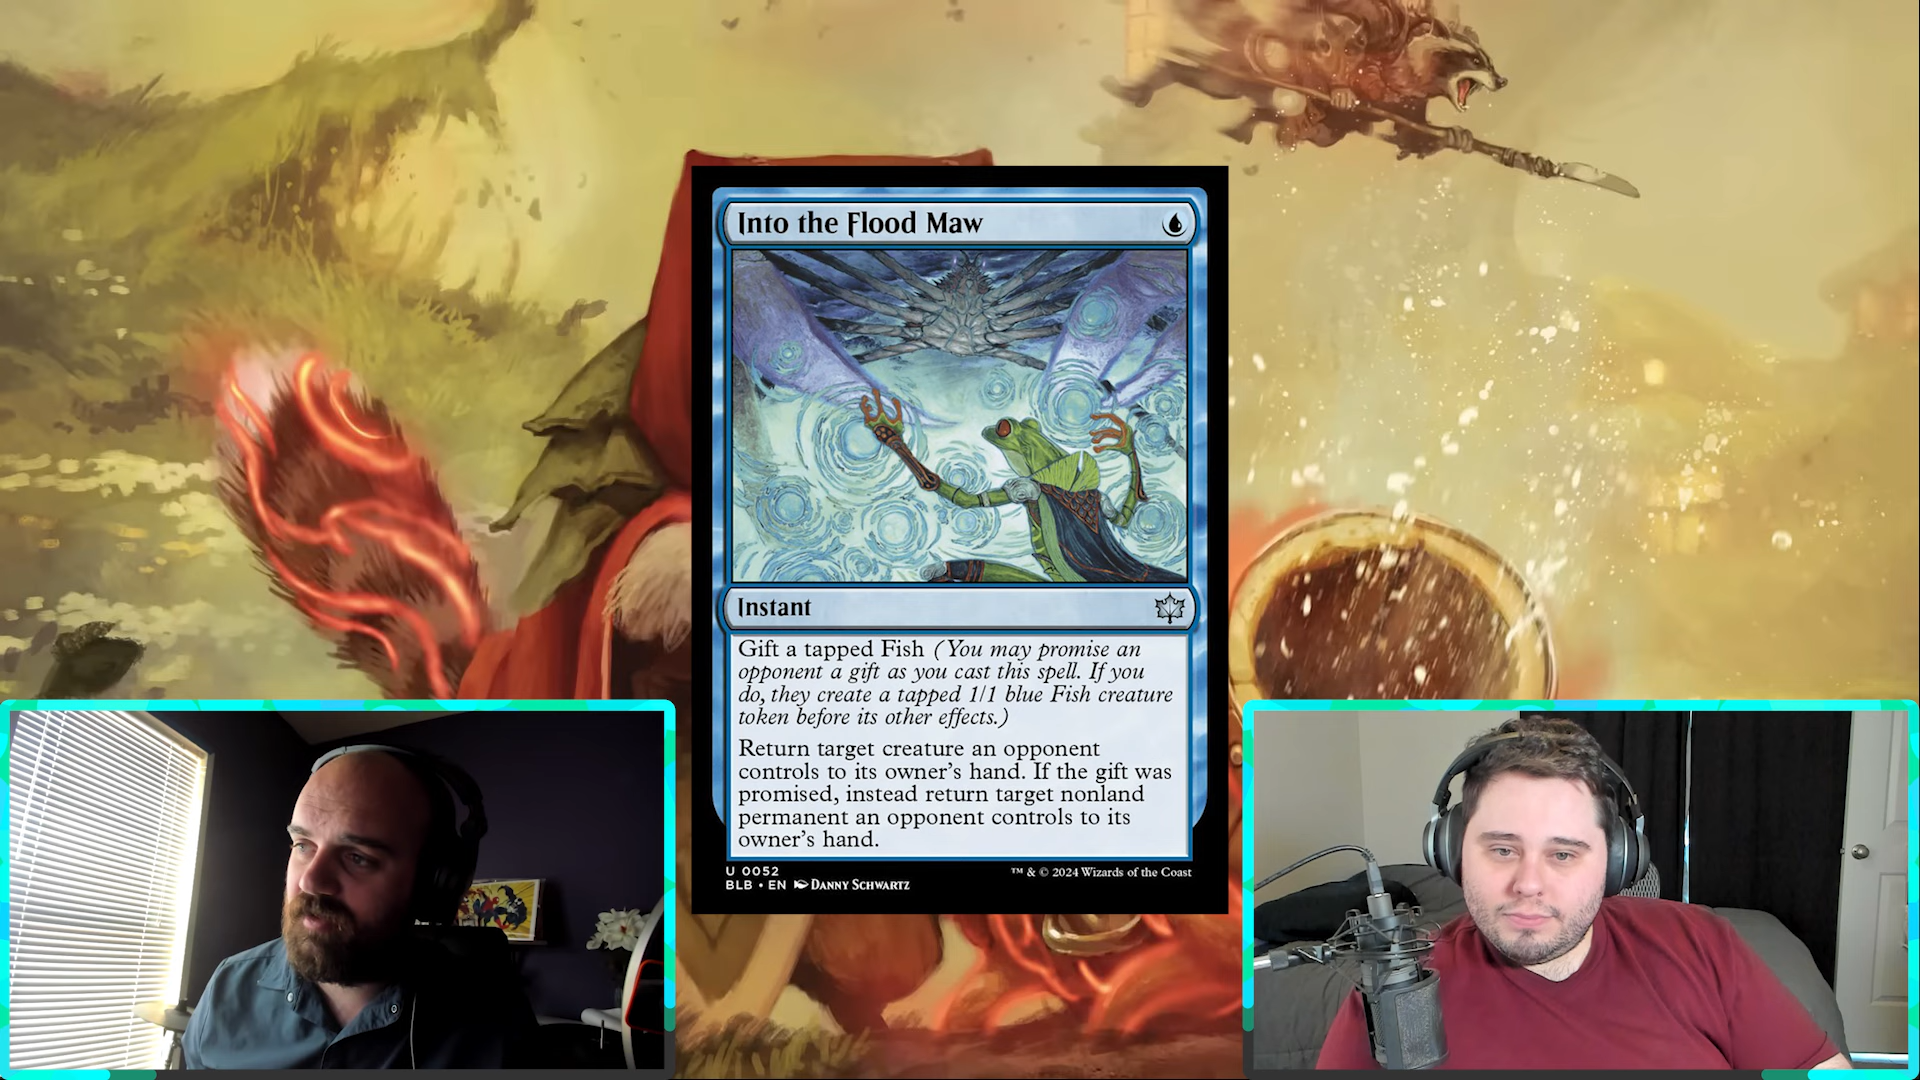 Into the Flood Maw
Instant
Gift a tapped Fish (You may promise an
opponent a gift as you cast this spell. If you
do, they create a tapped 1/1 blue Fish creature
token before its other effects.)
Return target creature an opponent
controls to its owner's hand. If the gift was
promised, instead return target nonland
permanent an opponent controls to its
owner's hand.
U 0052
BLB • EN DANNY SCHWARTZ
™ & © 2024 Wizards of the Coast